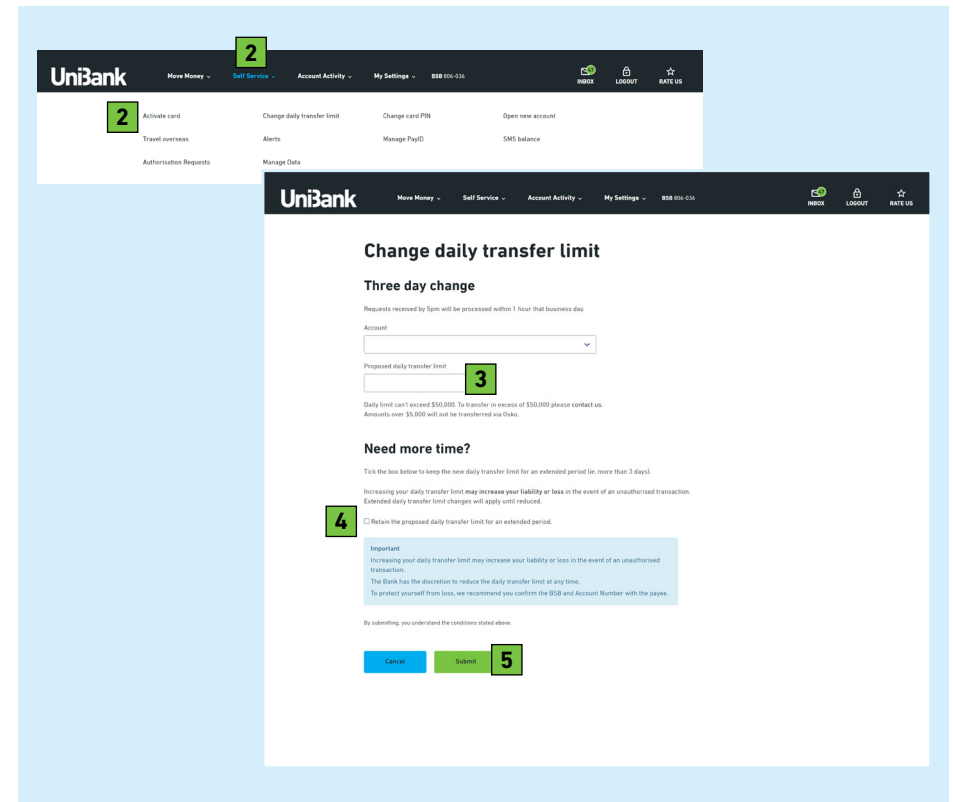 2
UniBank Move Money Self Service Account Activity My Settings BSB 806-036 INBOX LOGOUT RATE US
2 Activate card Change daily transfer limit Change card PIN Open new account
Travel overseas Alerts Manage PayID SMS balance
Authorisation Requests Manage Data
UniBank Move Money Self Service Account Activity My Settings BSB 806-036 INBOX LOGOUT RATE US
Change daily transfer limit
Three day change
Requests received by 5pm will be processed within 1 hour that business day.
Account
Proposed daily transfer limit
3
Daily limit can't exceed $50,000. To transfer in excess of $50,000 please contact us.
Amounts over $5,000 will not be transferred via Osko.
Need more time?
Tick the box below to keep the new daily transfer limit for an extended period (ie. more than 3 days).
Increasing your daily transfer limit may increase your liability or loss in the event of an unauthorised transaction.
Extended daily transfer limit changes will apply until reduced.
4 Retain the proposed daily transfer limit for an extended period.
Important
Increasing your daily transfer limit may increase your liability or loss in the event of an unauthorised
transaction.
The Bank has the discretion to reduce the daily transfer limit at any time.
To protect yourself from loss, we recommend you confirm the BSB and Account Number with the payee.
By submitting, you understand the conditions stated above.
Cancel Submit 5